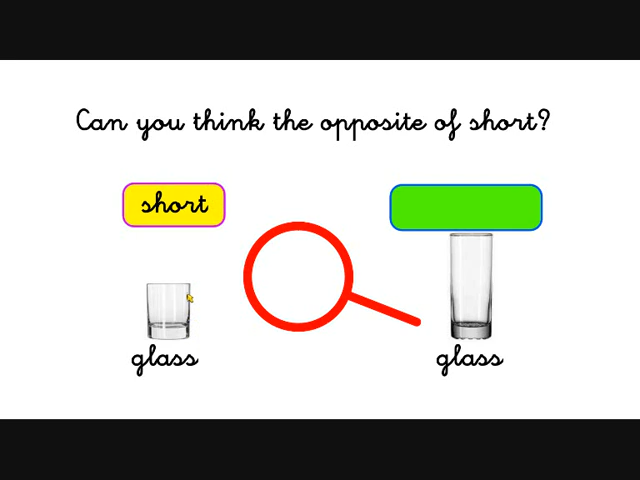 Can you think the opposite of short?
short
glass
glass